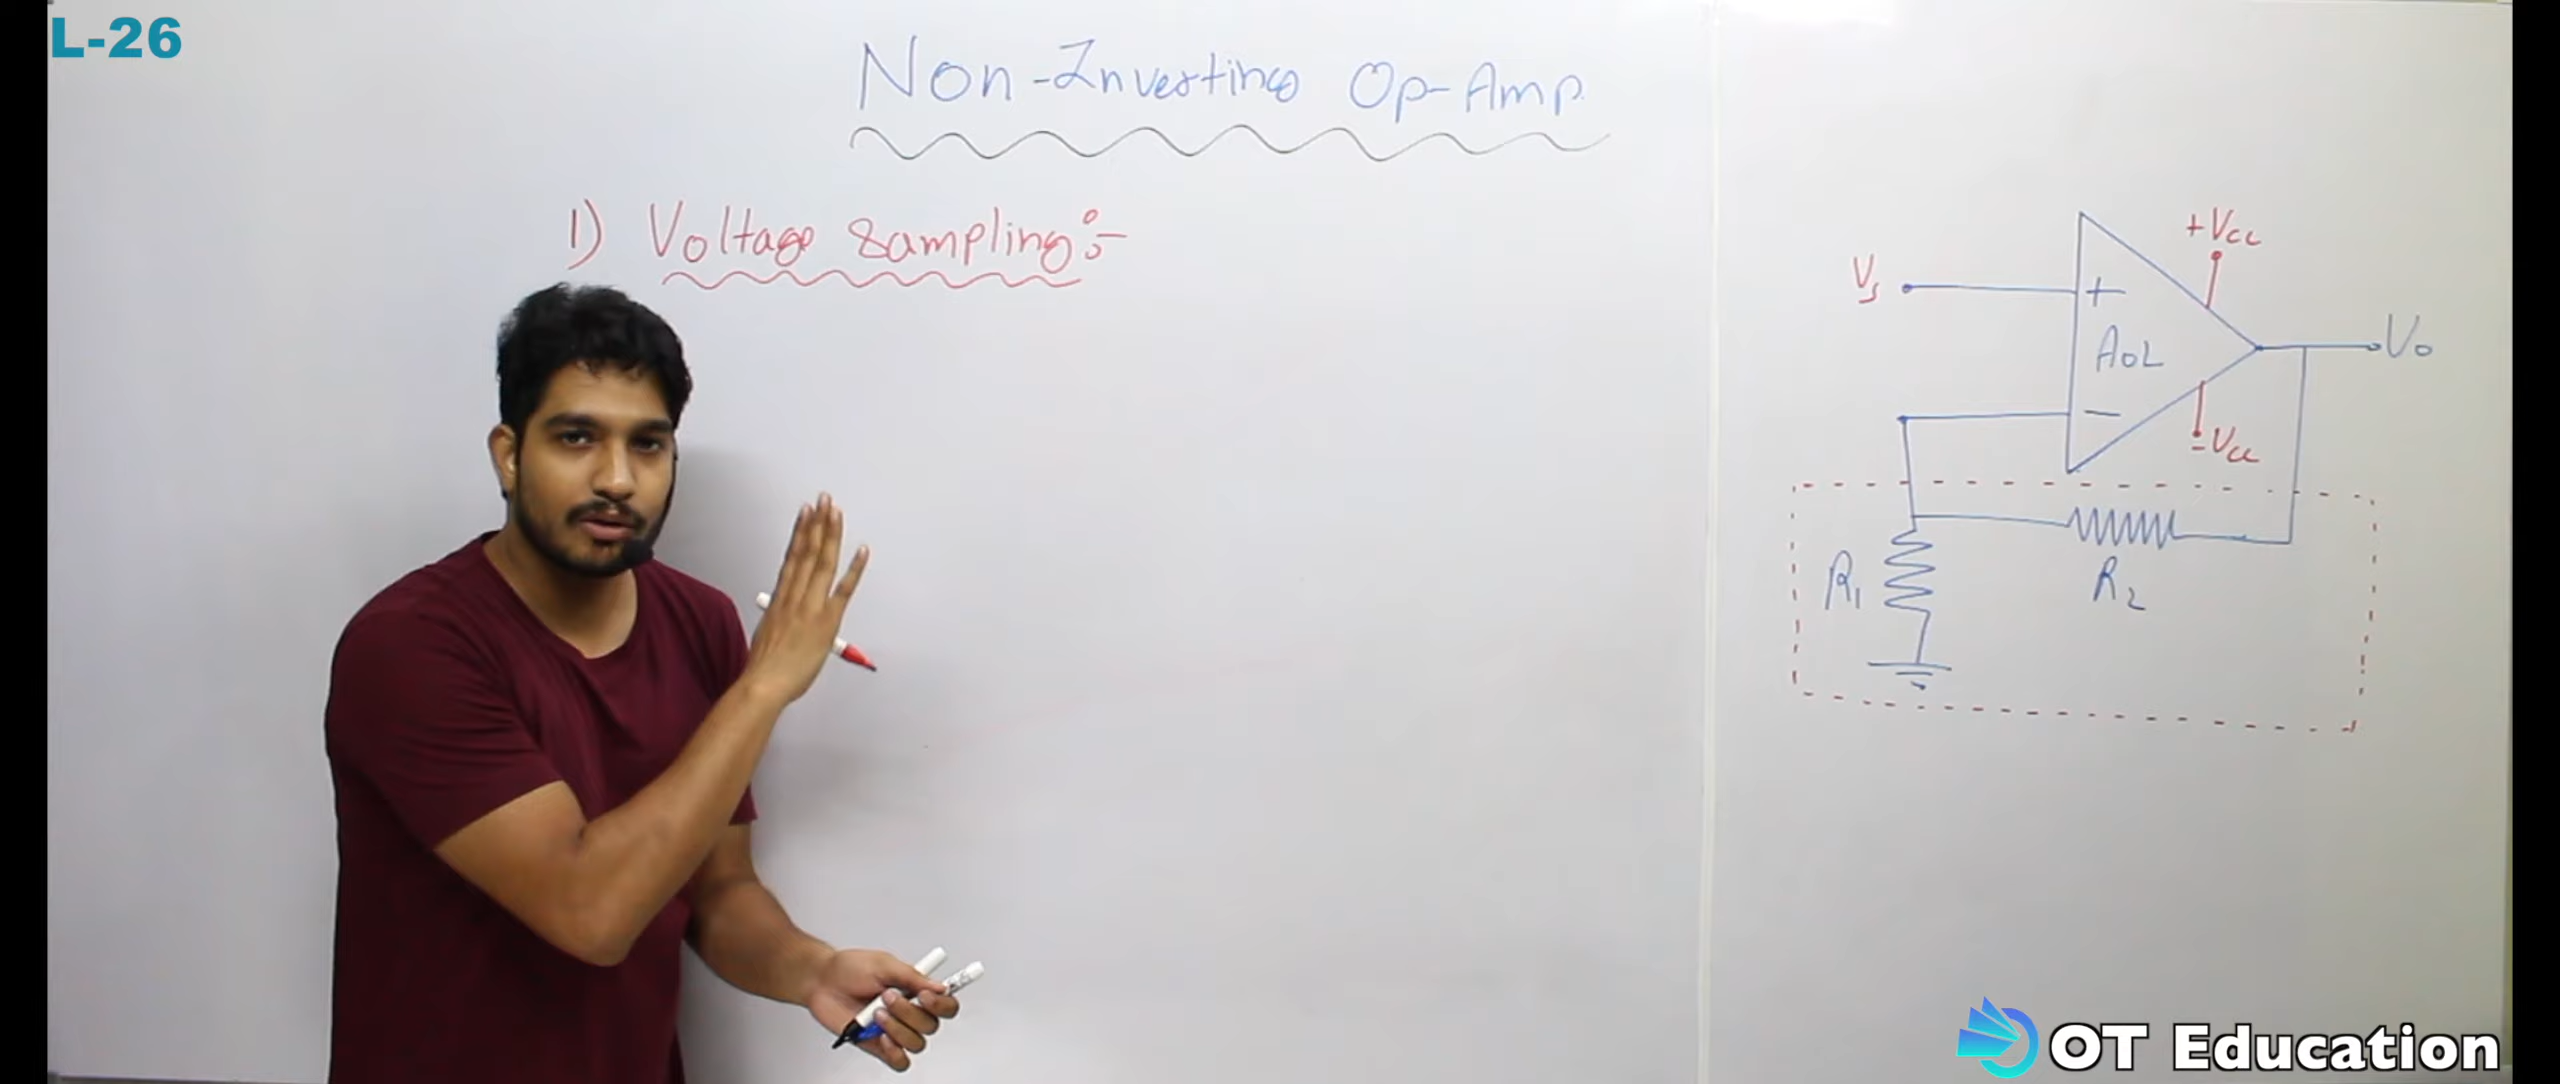 L-26
Non-Inverting Op-Amp
1) Voltage Sampling:-
+Vcc
Vs
+
AOL
Vo
-
-Vcc
R1
R2
OT Education